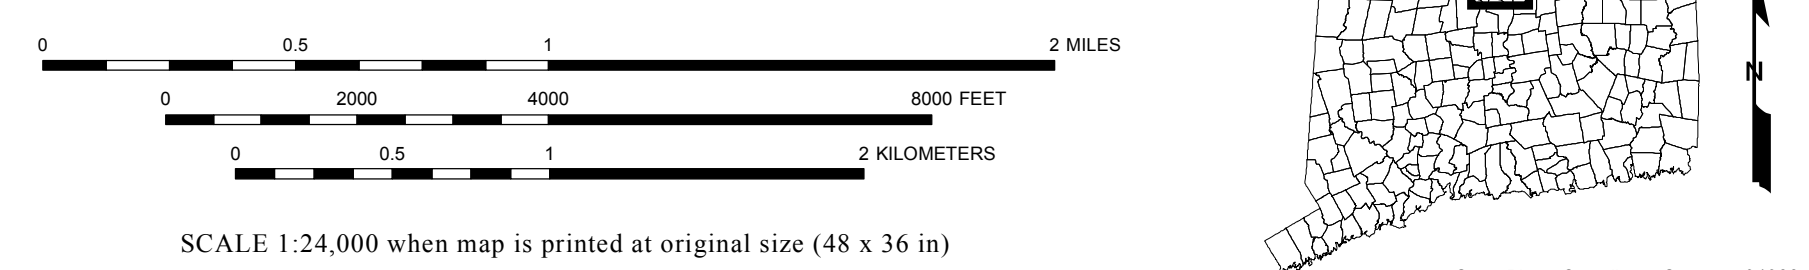 0 0.5 1 2 MILES
0 2000 4000 8000 FEET
0 0.5 1 2 KILOMETERS
SCALE 1:24,000 when map is printed at original size (48 x 36 in)
N